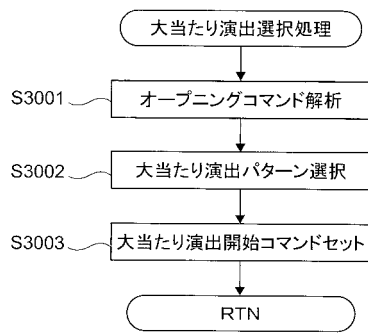 大当たり演出選択処理
S3001
オープニングコマンド解析
S3002
大当たり演出パターン選択
S3003
大当たり演出開始コマンドセット
RTN